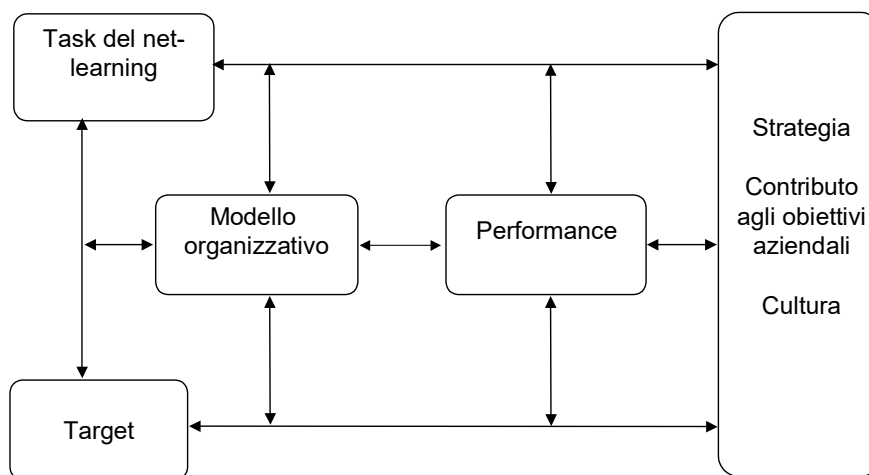 Task del net-
learning
Strategia
Contributo
agli obiettivi
aziendali
Cultura
Modello
organizzativo
Performance
Target